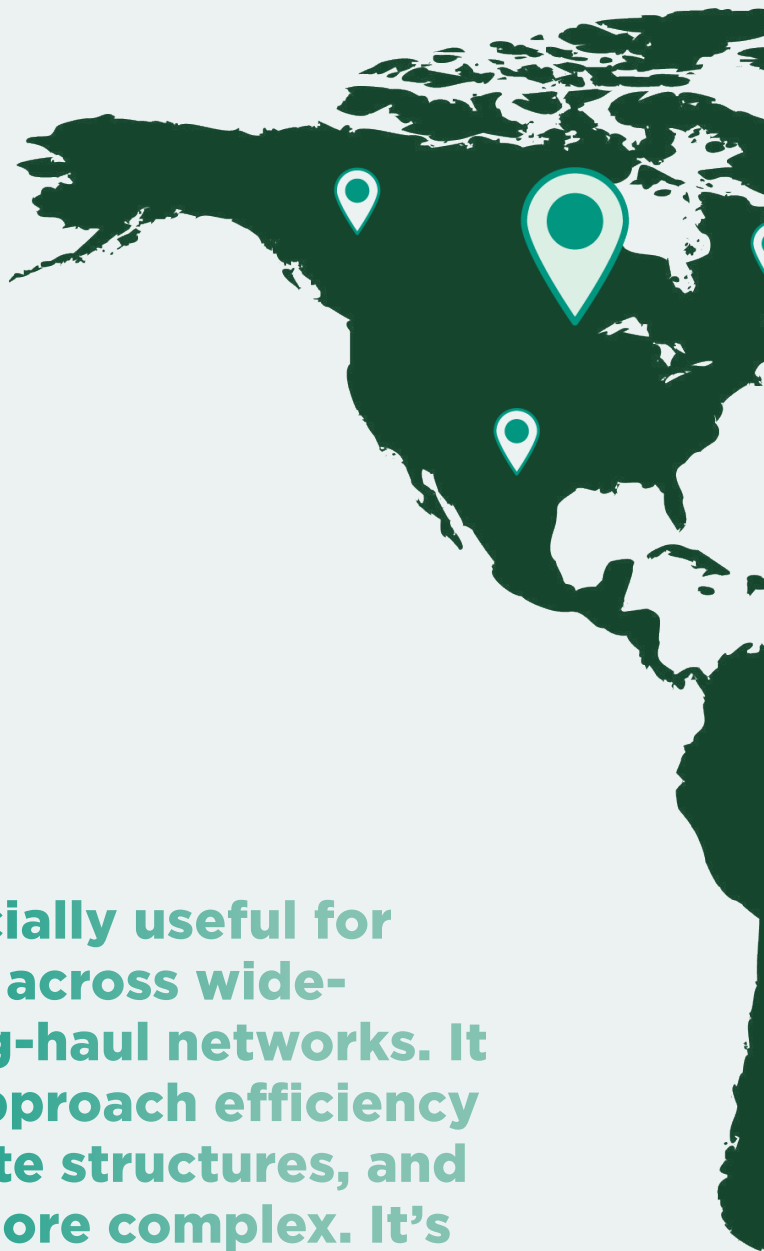 cially useful for
across wide-
g-haul networks. It
pproach efficiency
te structures, and
ore complex. It’s